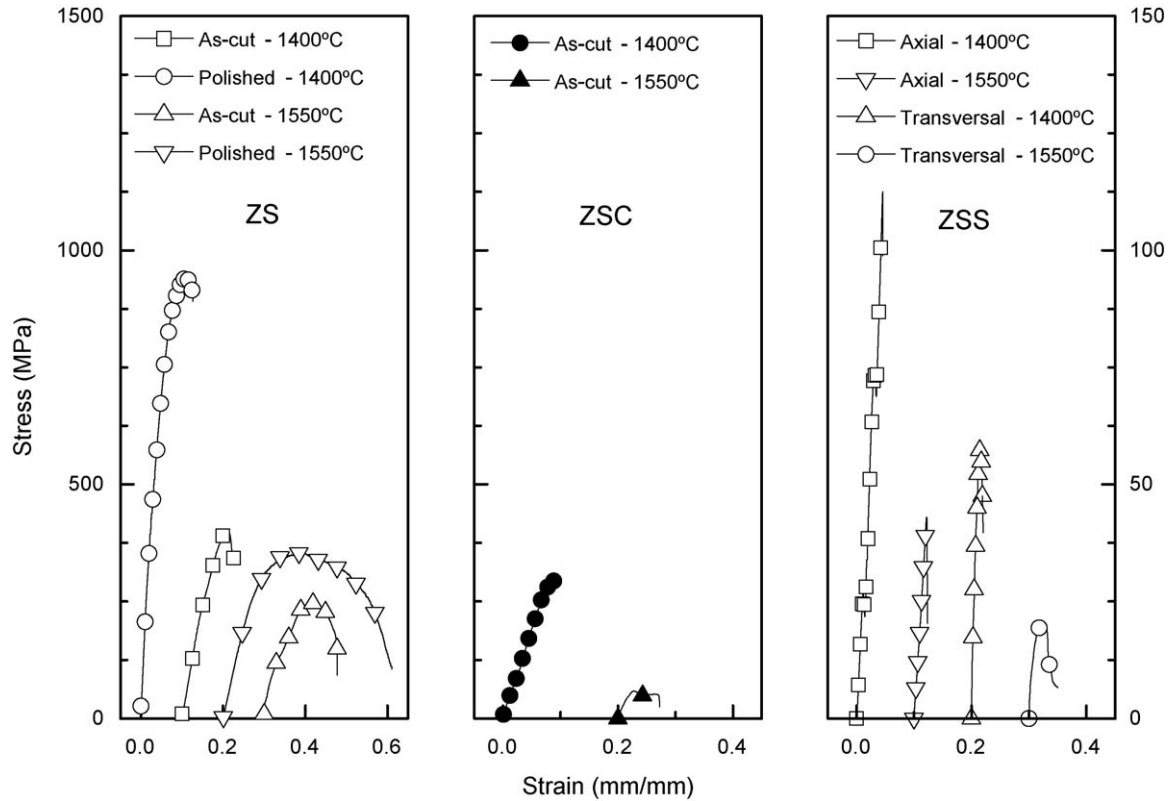 1500
1000
500
0
Stress (MPa)
As-cut - 1400ºC
Polished - 1400ºC
As-cut - 1550ºC
Polished - 1550ºC
ZS
0.0 0.2 0.4 0.6
As-cut - 1400ºC
As-cut - 1550ºC
ZSC
0.0 0.2 0.4
Strain (mm/mm)
Axial - 1400ºC
Axial - 1550ºC
Transversal - 1400ºC
Transversal - 1550ºC
ZSS
0.0 0.2 0.4
150
100
50
0